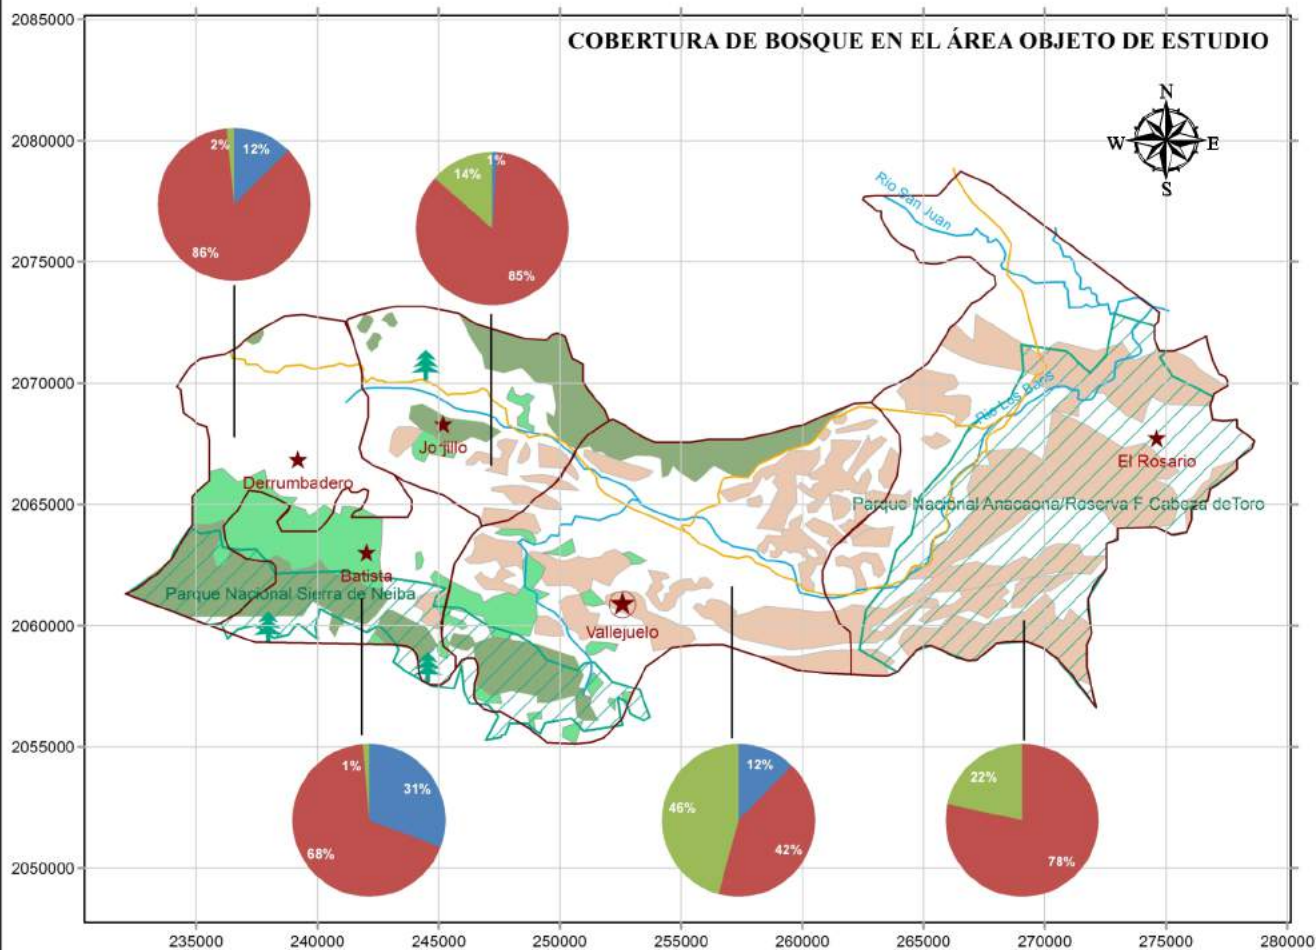 COBERTURA DE BOSQUE EN EL ÁREA OBJETO DE ESTUDIO
2085000
2080000
2075000
2070000
2065000
2060000
2055000
2050000
N
W E
S
2% 12%
86%
14% 1%
85%
Rio San Juan
Rio Los Baos
Derrumbadero
El Rosario
Parque Nacional Anacaona/Reserva F Cabeza deToro
Batista
Parque Nacional Sierra de Neiba
Vallejuelo
1% 31%
68%
12%
46%
42%
22%
78%
235000 240000 245000 250000 255000 260000 265000 270000 275000 280000